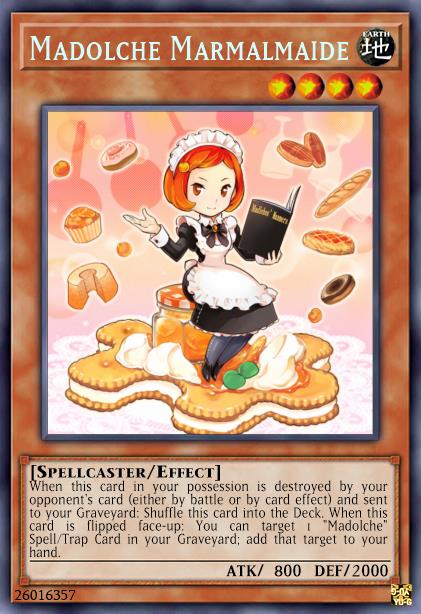 MADOLCHE MARMALMAIDE
EARTH
地
Madolche' Manners
[SPELLCASTER/EFFECT]
When this card in your possession is destroyed by your
opponent's card (either by battle or by card effect) and sent
to your Graveyard: Shuffle this card into the Deck. When this
card is flipped face-up: You can target 1 "Madolche"
Spell/Trap Card in your Graveyard; add that target to your
hand.
ATK/ 800 DEF/2000
26016357